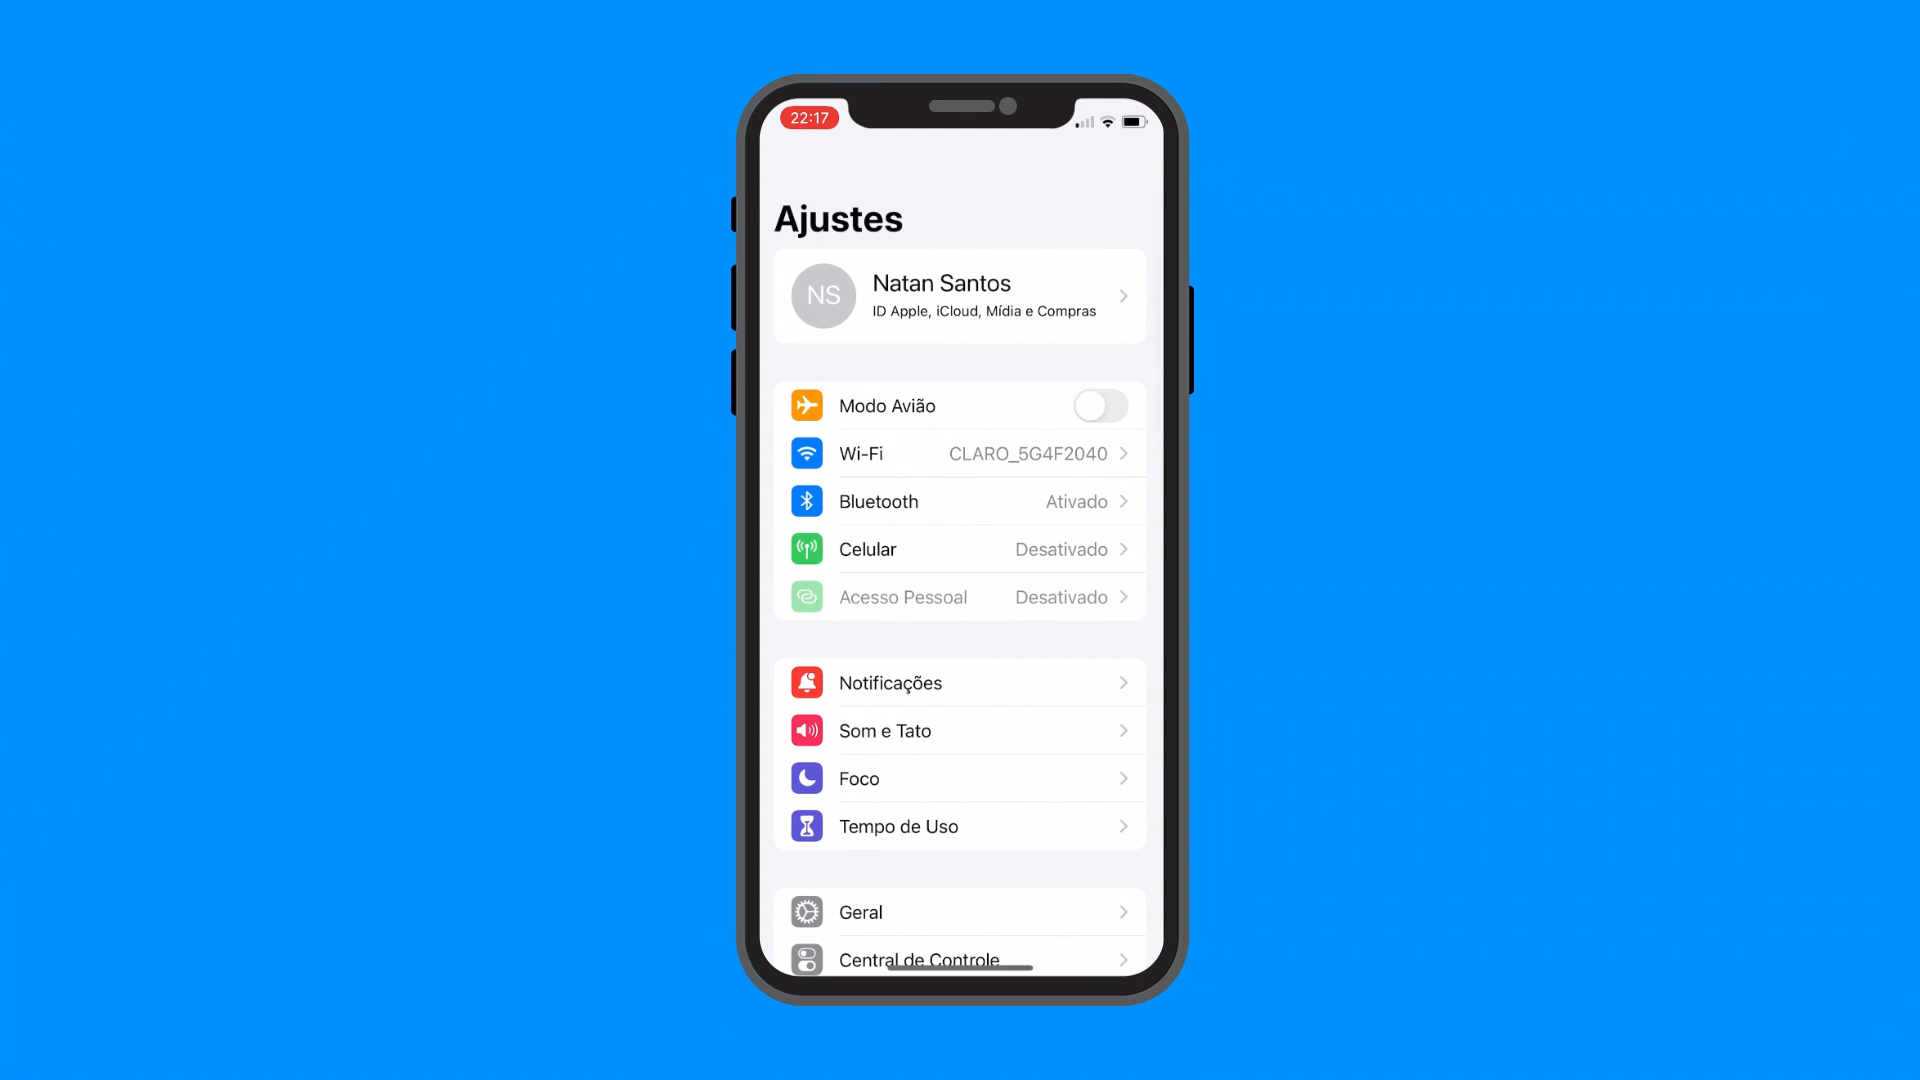 22:17
Ajustes
NS
Natan Santos
ID Apple, iCloud, Mídia e Compras
Modo Avião
Wi-Fi CLARO_5G4F2040
Bluetooth Ativado
Celular Desativado
Acesso Pessoal Desativado
Notificações
Som e Tato
Foco
Tempo de Uso
Geral
Central de Controle